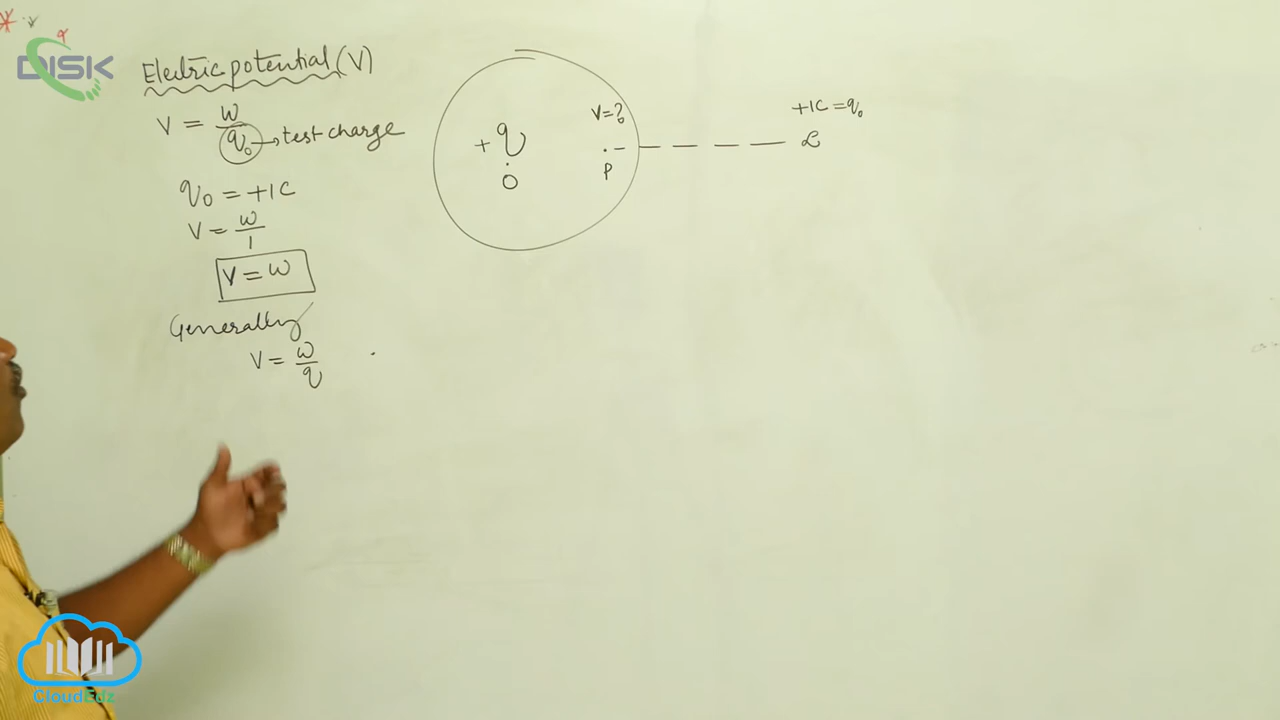 DISK
Electric potential (V)
V = W/q₀ → test charge
q₀ = +1C
V = W/1
V = W
Generally
V = W/q
+ q
O
V = ?
P
+1C = q₀
CloudEdz